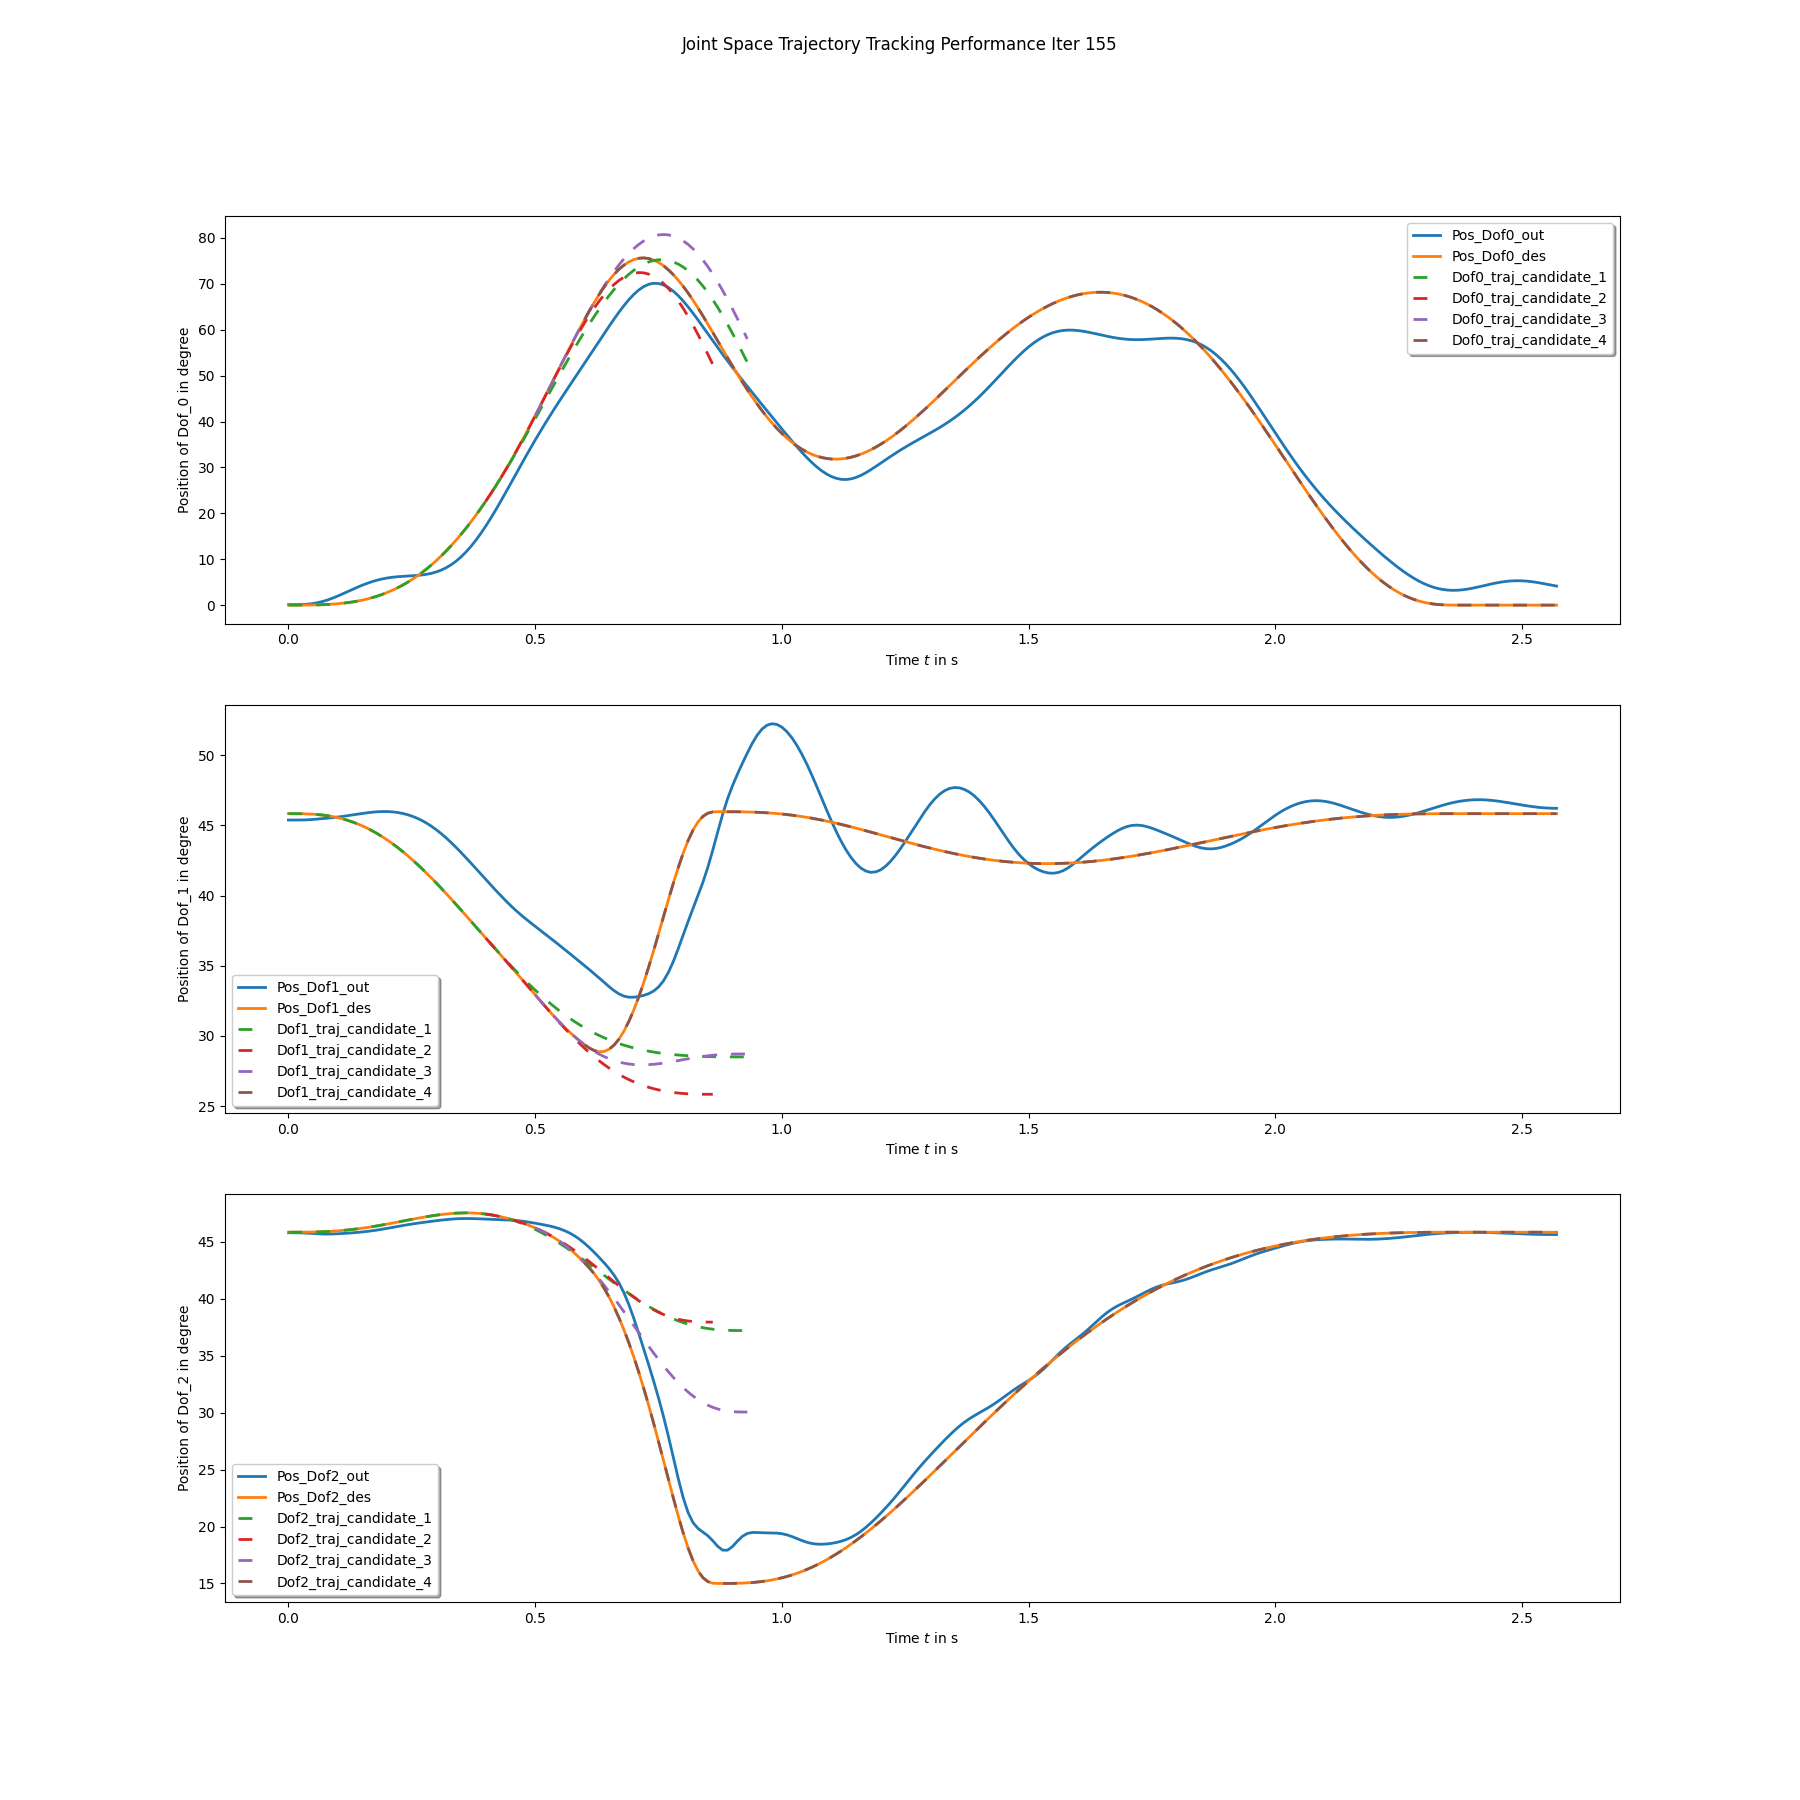 Joint Space Trajectory Tracking Performance Iter 155
80
70
60
50
40
30
20
10
0
Position of Dof_0 in degree
Pos_Dof0_out
Pos_Dof0_des
Dof0_traj_candidate_1
Dof0_traj_candidate_2
Dof0_traj_candidate_3
Dof0_traj_candidate_4
0.0 0.5 1.0 1.5 2.0 2.5
Time t in s
50
45
40
35
30
25
Position of Dof_1 in degree
Pos_Dof1_out
Pos_Dof1_des
Dof1_traj_candidate_1
Dof1_traj_candidate_2
Dof1_traj_candidate_3
Dof1_traj_candidate_4
0.0 0.5 1.0 1.5 2.0 2.5
Time t in s
45
40
35
30
25
20
15
Position of Dof_2 in degree
Pos_Dof2_out
Pos_Dof2_des
Dof2_traj_candidate_1
Dof2_traj_candidate_2
Dof2_traj_candidate_3
Dof2_traj_candidate_4
0.0 0.5 1.0 1.5 2.0 2.5
Time t in s